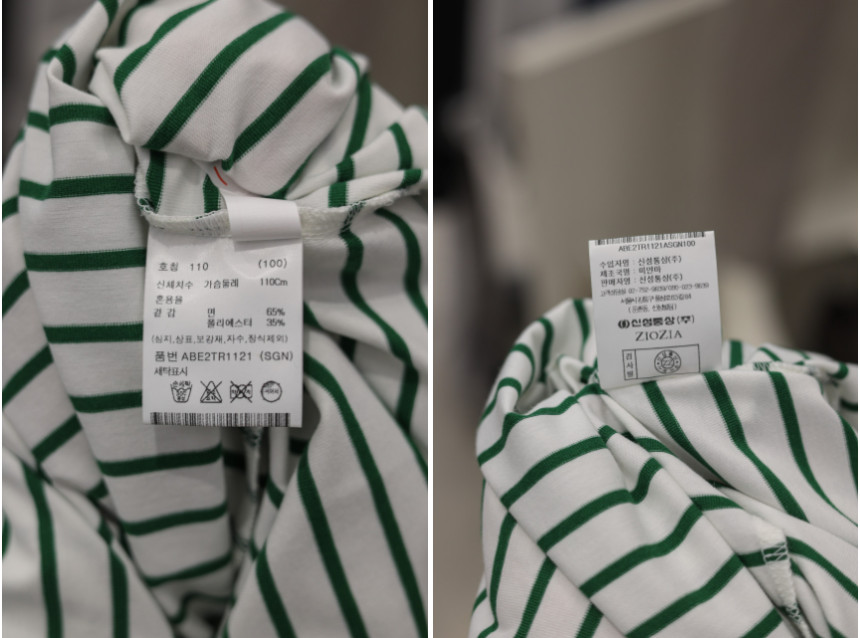 호칭 110 (100)
신체치수 가슴둘레 110Cm
혼용율
겉감 면 65%
폴리에스터 35%
(심지,상표,보강재,자수,장식제외)
품번 ABE2TR1121 (SGN)
세탁표시
ABE2TR1121ASGN100
수입자명 : 신성통상(주)
제조국명 : 미얀마
판매자명 : 신성통상(주)
신성통상(주)
ZIOZIA
검사필